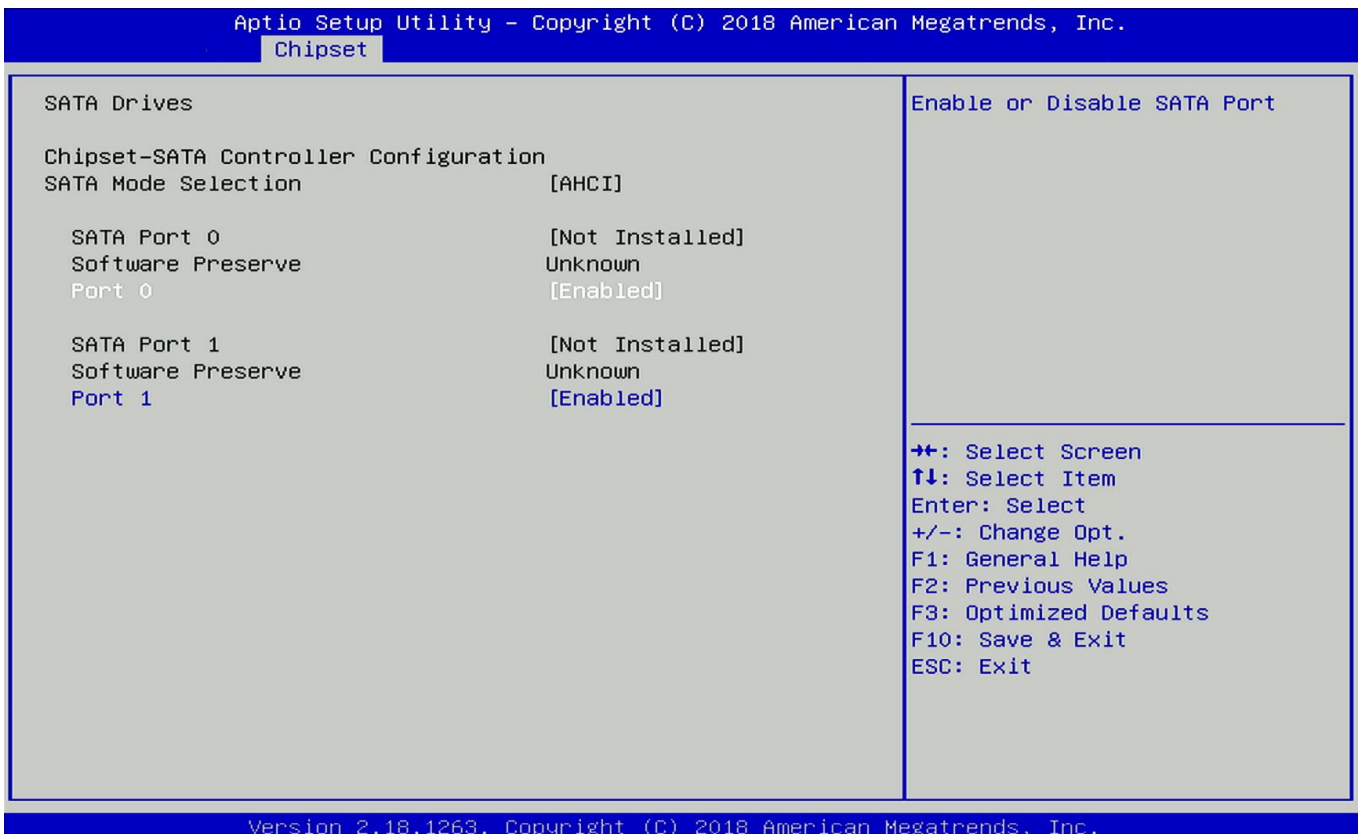 Aptio Setup Utility – Copyright (C) 2018 American Megatrends, Inc.
Chipset
SATA Drives
Chipset-SATA Controller Configuration
SATA Mode Selection [AHCI]
SATA Port 0 [Not Installed]
Software Preserve Unknown
Port 0 [Enabled]
SATA Port 1 [Not Installed]
Software Preserve Unknown
Port 1 [Enabled]
Enable or Disable SATA Port
→←: Select Screen
↑↓: Select Item
Enter: Select
+/-: Change Opt.
F1: General Help
F2: Previous Values
F3: Optimized Defaults
F10: Save & Exit
ESC: Exit
Version 2.18.1263. Copyright (C) 2018 American Megatrends, Inc.